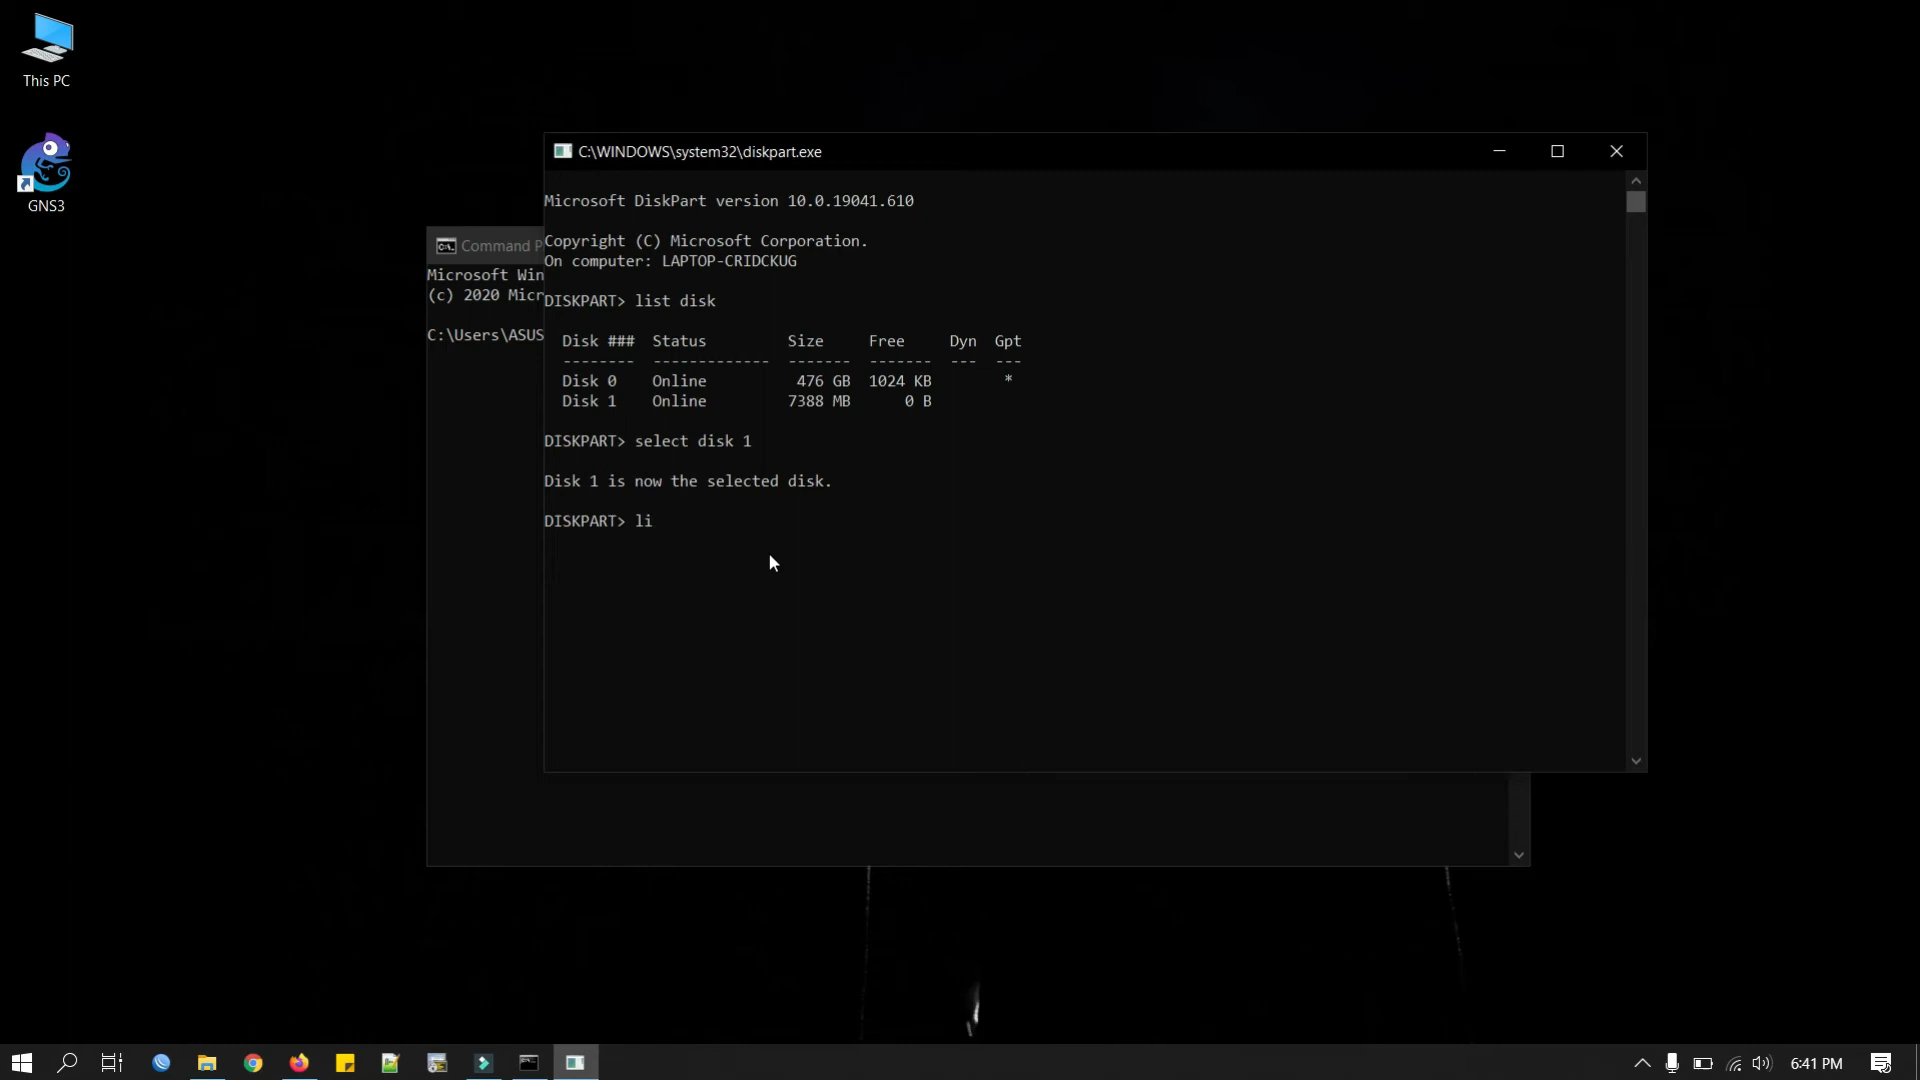 This PC
GNS3
Command P
Microsoft Win
(c) 2020 Micr
C:\Users\ASUS
C:\WINDOWS\system32\diskpart.exe
Microsoft DiskPart version 10.0.19041.610
Copyright (C) Microsoft Corporation.
On computer: LAPTOP-CRIDCKUG
DISKPART> list disk
Disk ###  Status         Size     Free     Dyn  Gpt
--------  -------------  -------  -------  ---  ---
Disk 0    Online          476 GB  1024 KB        *
Disk 1    Online         7388 MB      0 B
DISKPART> select disk 1
Disk 1 is now the selected disk.
DISKPART> li
6:41 PM